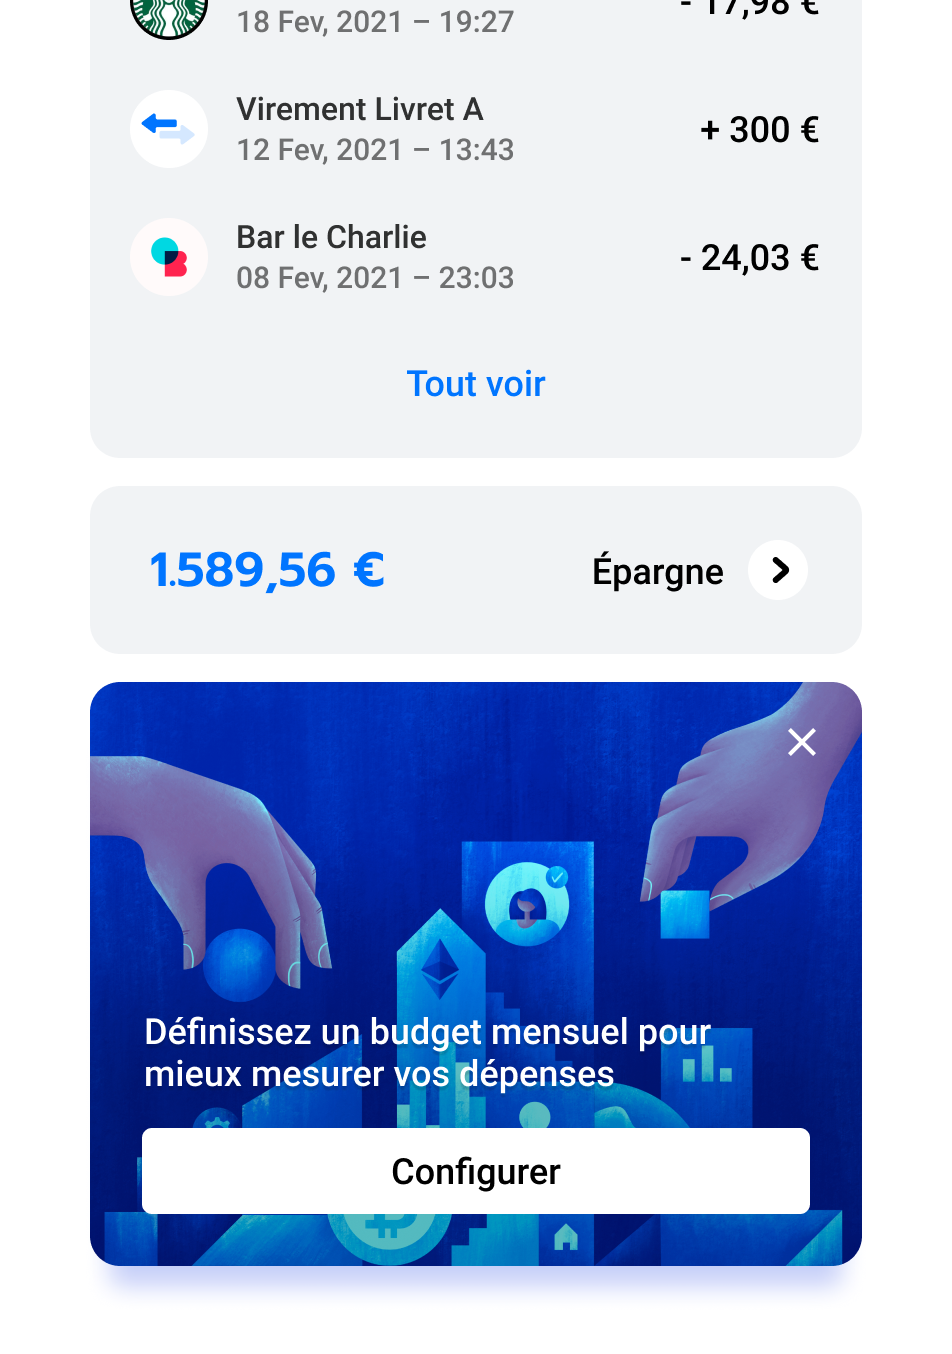 18 Fev, 2021 – 19:27
- 17,98 €
Virement Livret A
12 Fev, 2021 – 13:43
+ 300 €
Bar le Charlie
08 Fev, 2021 – 23:03
- 24,03 €
Tout voir
1.589,56 €
Épargne
Définissez un budget mensuel pour
mieux mesurer vos dépenses
Configurer